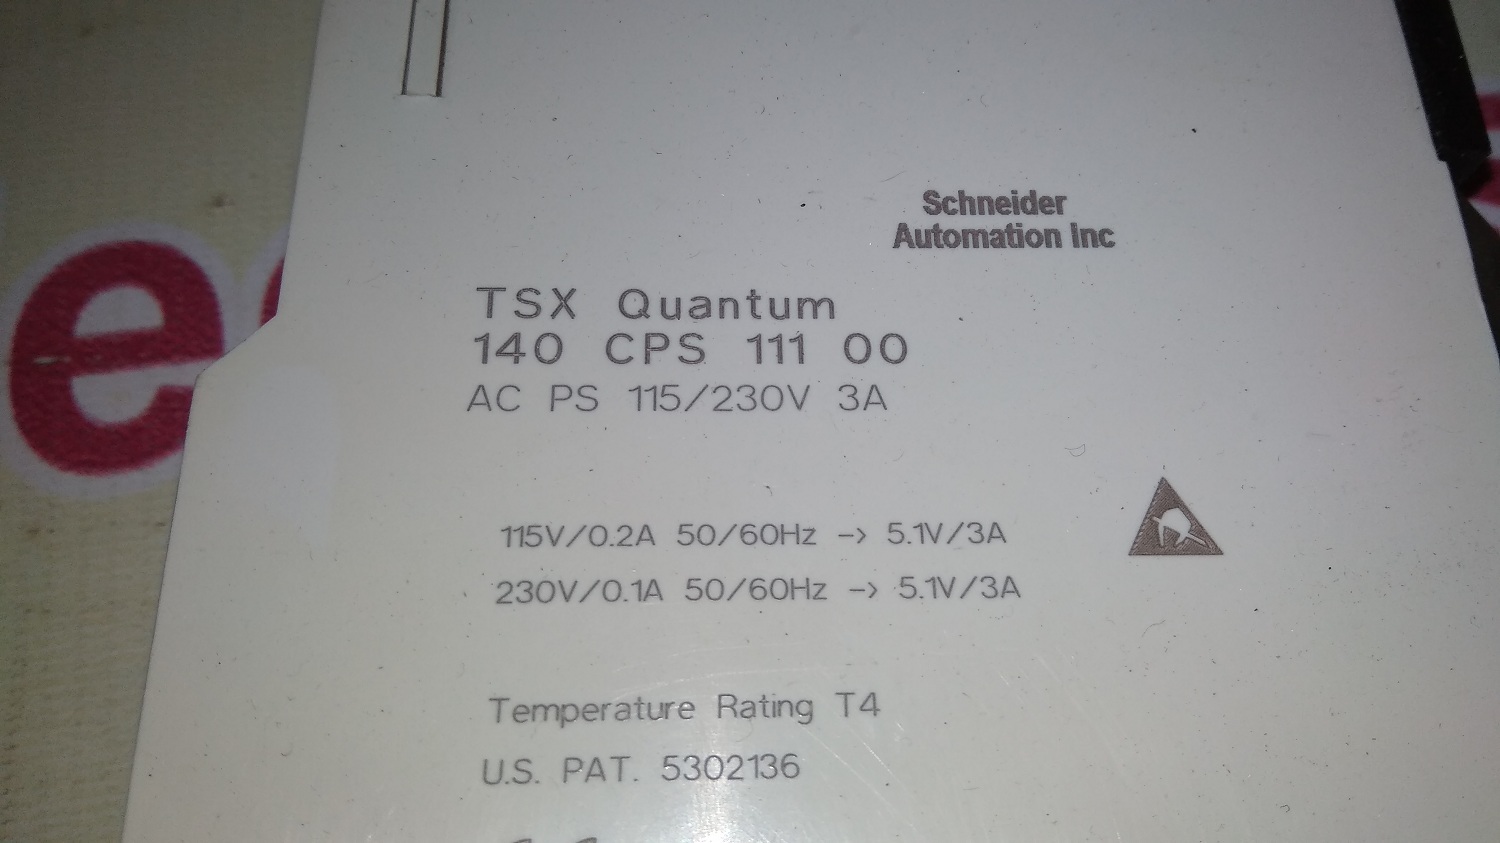 Schneider
Automation Inc
TSX Quantum
140 CPS 111 00
AC PS 115/230V 3A
115V/0.2A 50/60Hz -> 5.1V/3A
230V/0.1A 50/60Hz -> 5.1V/3A
Temperature Rating T4
U.S. PAT. 5302136
e